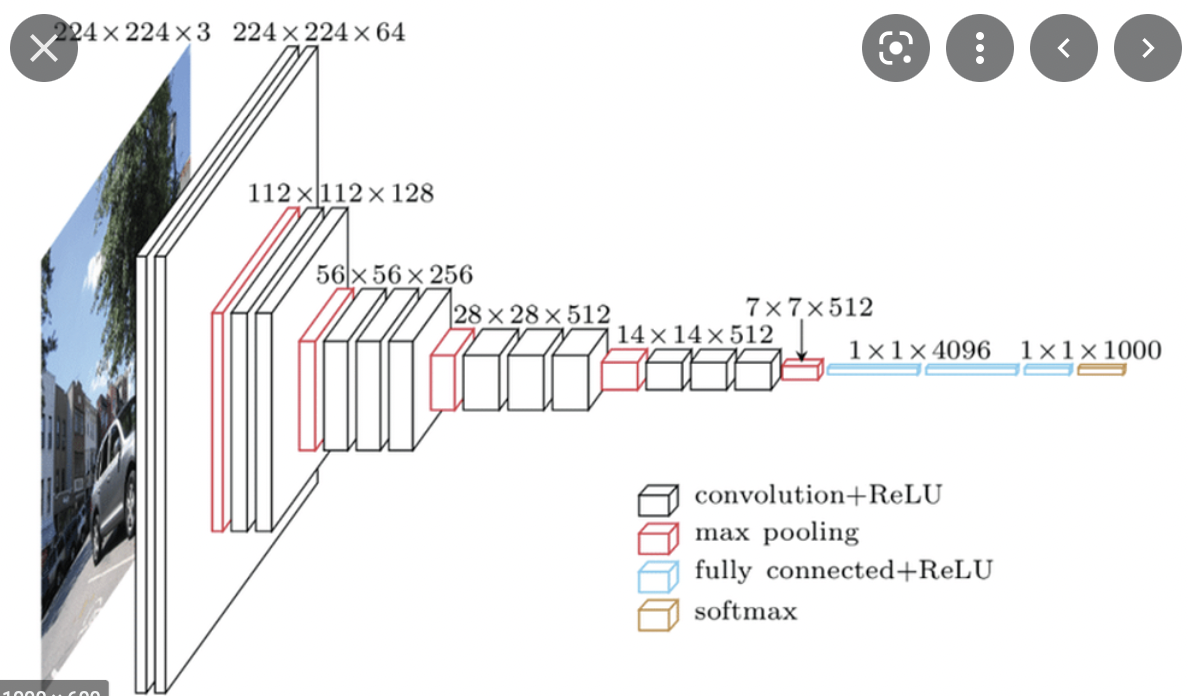 224×224×3 224×224×64
112×112×128
56×56×256
28×28×512
14×14×512
7×7×512
1×1×4096 1×1×1000
convolution+ReLU
max pooling
fully connected+ReLU
softmax